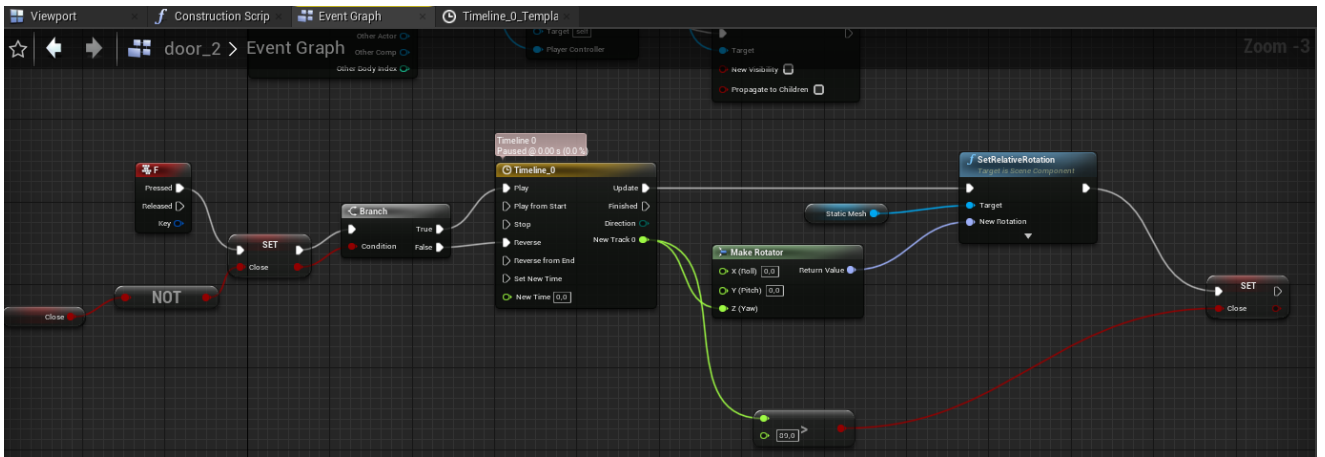 Viewport
Construction Scrip
Event Graph
Timeline_0_Templa
door_2 > Event Graph
Zoom -3
Other Actor
Other Comp
Other Body Index
Target self
Player Controller
Target
New Visibility
Propagate to Children
F
Pressed
Released
Key
Close
NOT
SET
Close
Branch
True
Condition False
Timeline 0
Paused @ 0.00 s (0.0 %)
Timeline_0
Play Update
Play from Start Finished
Stop Direction
Reverse New Track 0
Reverse from End
Set New Time
New Time 0,0
Make Rotator
X (Roll) 0,0 Return Value
Y (Pitch) 0,0
Z (Yaw)
Static Mesh
SetRelativeRotation
Target is Scene Component
Target
New Rotation
89,0 >
SET
Close